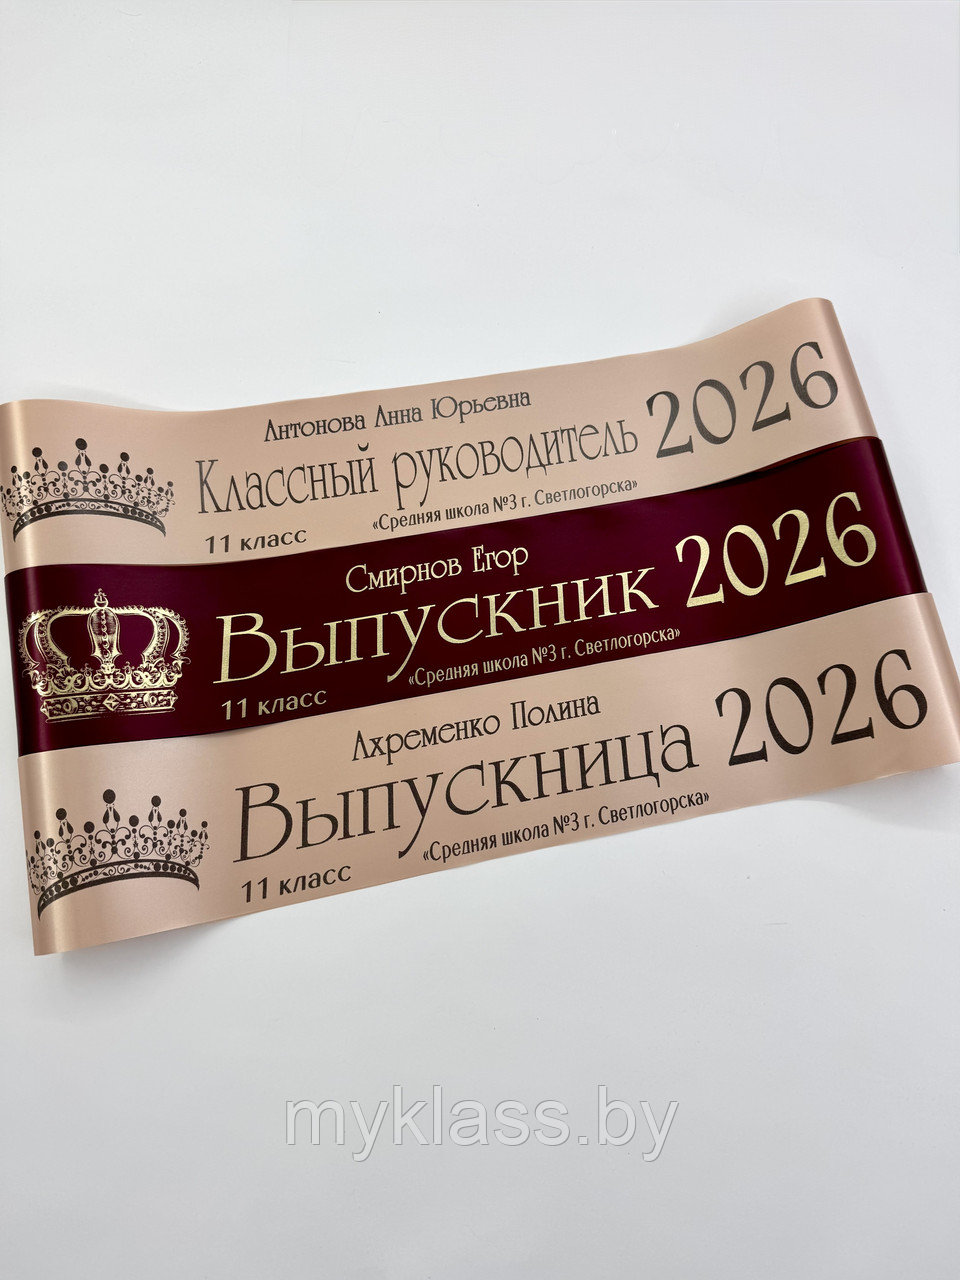 Антонова Анна Юрьевна
Классный руководитель 2026
11 класс «Средняя школа №3 г. Светлогорска»
Смирнов Егор
Выпускник 2026
11 класс «Средняя школа №3 г. Светлогорска»
Ахременко Полина
Выпускница 2026
11 класс «Средняя школа №3 г. Светлогорска»
myklass.by